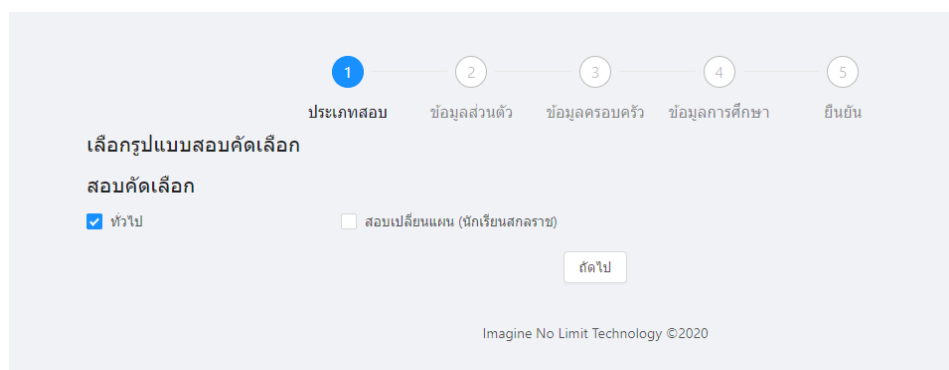 1 2 3 4 5
ประเภทสอบ ข้อมูลส่วนตัว ข้อมูลครอบครัว ข้อมูลการศึกษา ยืนยัน
เลือกรูปแบบสอบคัดเลือก
สอบคัดเลือก
ทั่วไป สอบเปลี่ยนแผน (นักเรียนสกลราช)
ถัดไป
Imagine No Limit Technology ©2020